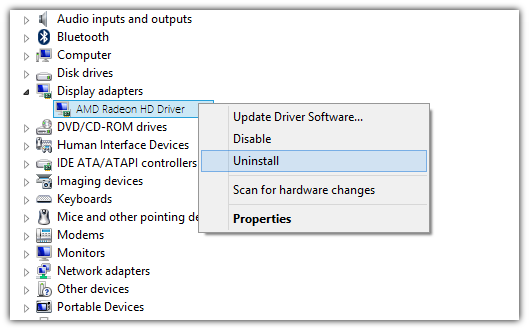 Audio inputs and outputs
Bluetooth
Computer
Disk drives
Display adapters
AMD Radeon HD Driver
DVD/CD-ROM drives
Human Interface Devices
IDE ATA/ATAPI controllers
Imaging devices
Keyboards
Mice and other pointing de
Modems
Monitors
Network adapters
Other devices
Portable Devices
Update Driver Software...
Disable
Uninstall
Scan for hardware changes
Properties